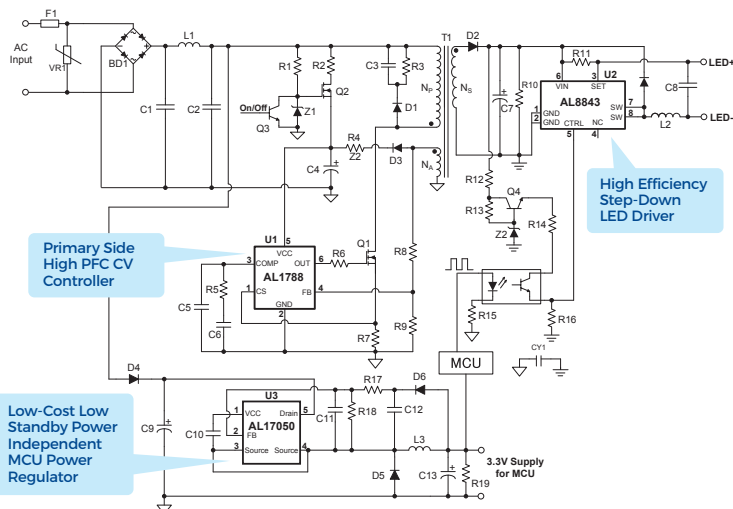 F1
AC
Input
VR1
BD1
L1
C1
C2
R1
R2
On/Off
Q3
Z1
Q2
C4
R4
Z2
D3
C3
R3
D1
T1
NP
NS
NA
D2
C7
R10
R11
6
VIN
3
SET
U2
AL8843
1
GND
2
GND
CTRL
5
NC
4
SW
7
SW
8
L2
C8
LED+
LED-
High Efficiency
Step-Down
LED Driver
R12
R13
Q4
Z2
R14
R15
R16
MCU
CY1
Primary Side
High PFC CV
Controller
U1
5
VCC
3
COMP
OUT
6
AL1788
1
CS
FB
4
GND
2
R5
C5
C6
R6
Q1
R7
R8
R9
D4
C9
Low-Cost Low
Standby Power
Independent
MCU Power
Regulator
U3
1
VCC
Drain
5
AL17050
2
FB
3
Source
Source
4
C10
C11
R18
R17
C12
D6
L3
D5
C13
R19
3.3V Supply
for MCU